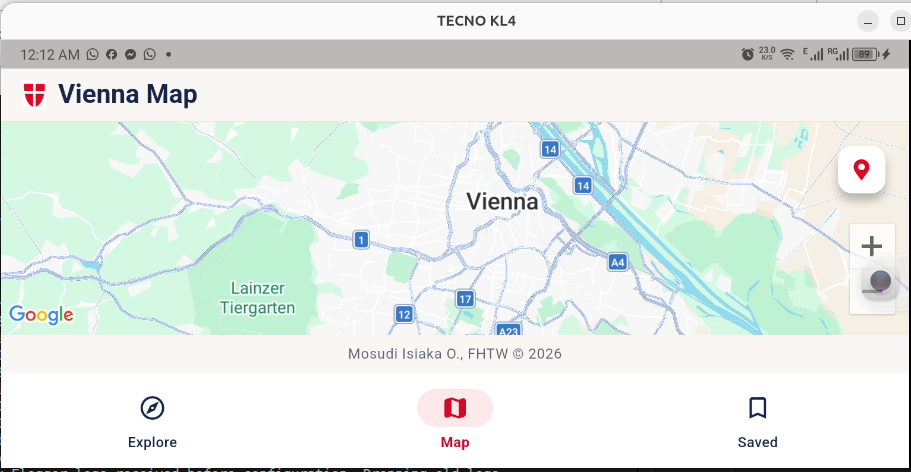 TECNO KL4
12:12 AM
23.0
K/S
E
RG
89
Vienna Map
14
14
Vienna
1
A4
Lainzer
Tiergarten
17
12
A23
Google
Mosudi Isiaka O., FHTW © 2026
Explore
Map
Saved